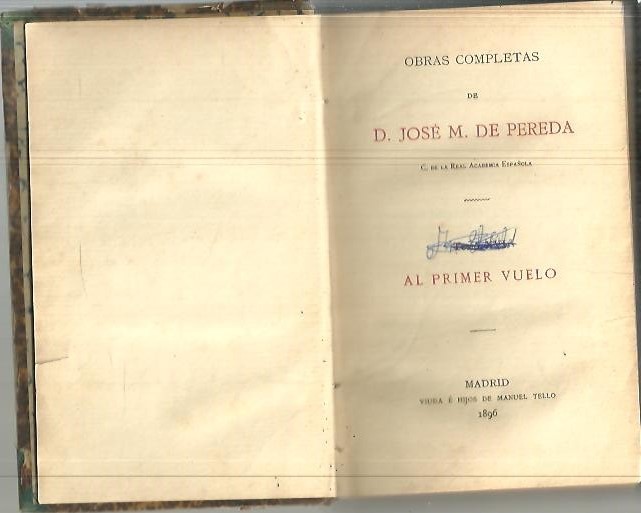 OBRAS COMPLETAS
DE
D. JOSÉ M. DE PEREDA
C. DE LA REAL ACADEMIA ESPAÑOLA
AL PRIMER VUELO
MADRID
VIUDA É HIJOS DE MANUEL TELLO
1896